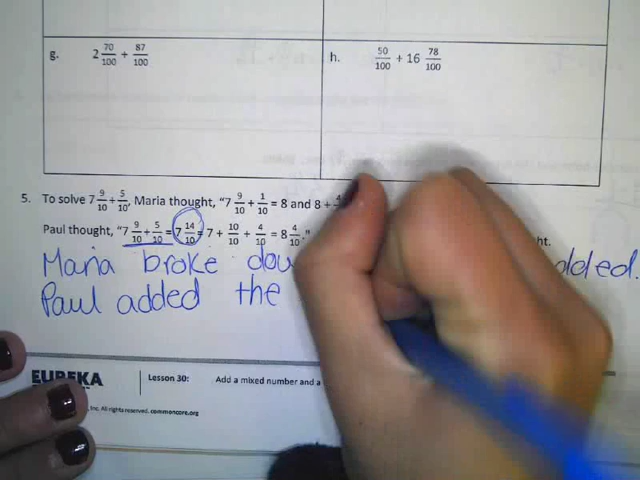 g. 2 70/100 + 87/100
h. 50/100 + 16 78/100
5. To solve 7 9/10 + 5/10, Maria thought, "7 9/10 + 1/10 = 8 and 8 + 4
Paul thought, "7 9/10 + 5/10 = 7 14/10 = 7 + 10/10 + 4/10 = 8 4/10."
Maria broke
Paul added the
EUREKA
Lesson 30: Add a mixed number and a
Inc. All rights reserved. commoncore.org